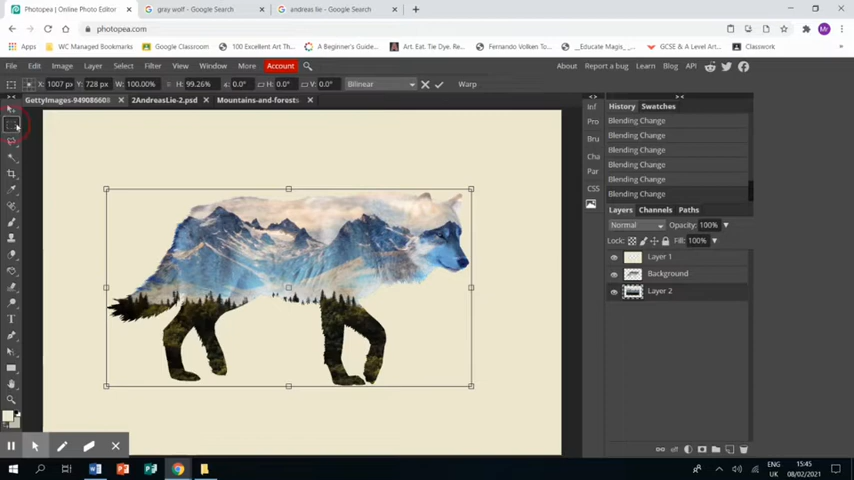 Photopea | Online Photo Editor
gray wolf - Google Search
andreas lie - Google Search
photopea.com
Mr
Apps
WC Managed Bookmarks
Google Classroom
100 Excellent Art Th...
A Beginner's Guide...
Art. Eat. Tie Dye. Re...
Fernando Volken To...
__Educate Magis_ -...
GCSE & A Level Art...
Classwork
File Edit Image Layer Select Filter View Window More Account
About Report a bug Learn Blog API
X: 1007 px Y: 728 px W: 100.00% H: 99.26% ∠: 0.0° H: 0.0° V: 0.0° Bilinear Warp
GettyImages-949086608
2AndreasLie-2.psd
Mountains-and-forests
Inf
Pro
Bru
Cha
Par
CSS
History Swatches
Blending Change
Blending Change
Blending Change
Blending Change
Blending Change
Blending Change
Layers Channels Paths
Normal Opacity: 100%
Lock: Fill: 100%
Layer 1
Background
Layer 2
T
off
ENG
UK
15:45
08/02/2021